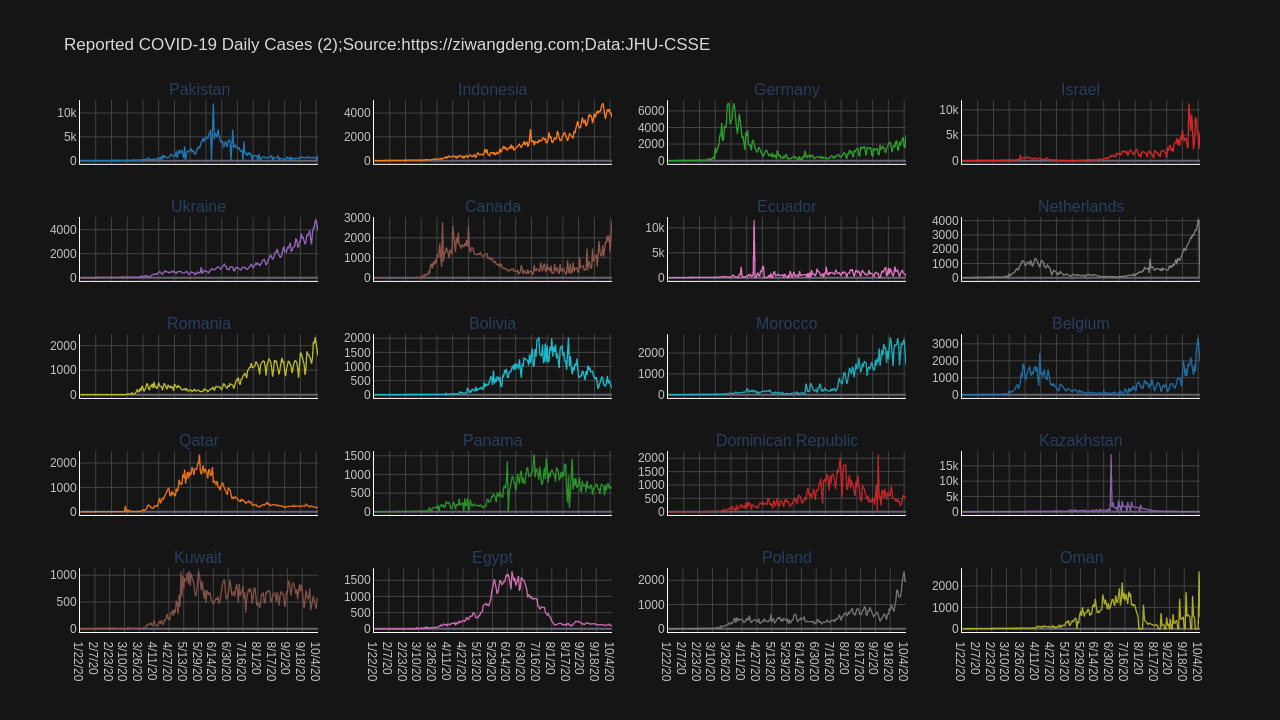 Reported COVID-19 Daily Cases (2);Source:https://ziwangdeng.com;Data:JHU-CSSE
Pakistan
10k
5k
0
Indonesia
4000
2000
0
Germany
6000
4000
2000
0
Israel
10k
5k
0
Ukraine
4000
2000
0
Canada
3000
2000
1000
0
Ecuador
10k
5k
0
Netherlands
4000
3000
2000
1000
0
Romania
2000
1000
0
Bolivia
2000
1500
1000
500
0
Morocco
2000
1000
0
Belgium
3000
2000
1000
0
Qatar
2000
1000
0
Panama
1500
1000
500
0
Dominican Republic
2000
1500
1000
500
0
Kazakhstan
15k
10k
5k
0
Kuwait
1000
500
0
Egypt
1500
1000
500
0
Poland
2000
1000
0
Oman
2000
1000
0
1/22/20 2/7/20 2/23/20 3/10/20 3/26/20 4/11/20 4/27/20 5/13/20 5/29/20 6/14/20 6/30/20 7/16/20 8/1/20 8/17/20 9/2/20 9/18/20 10/4/20
1/22/20 2/7/20 2/23/20 3/10/20 3/26/20 4/11/20 4/27/20 5/13/20 5/29/20 6/14/20 6/30/20 7/16/20 8/1/20 8/17/20 9/2/20 9/18/20 10/4/20
1/22/20 2/7/20 2/23/20 3/10/20 3/26/20 4/11/20 4/27/20 5/13/20 5/29/20 6/14/20 6/30/20 7/16/20 8/1/20 8/17/20 9/2/20 9/18/20 10/4/20
1/22/20 2/7/20 2/23/20 3/10/20 3/26/20 4/11/20 4/27/20 5/13/20 5/29/20 6/14/20 6/30/20 7/16/20 8/1/20 8/17/20 9/2/20 9/18/20 10/4/20